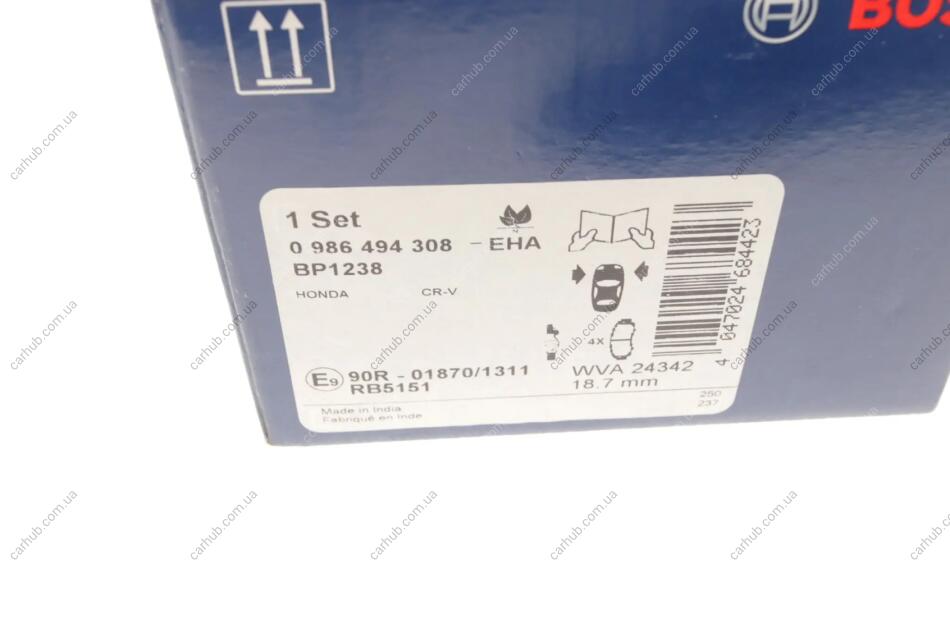 BOS
1 Set
0 986 494 308 - EHA
BP1238
HONDA CR-V
4X
E9 90R - 01870/1311
RB5151
WVA 24342
18.7 mm
4 047024 684423
Made in India
Fabriqué en Inde
250
237
carhub.com.ua